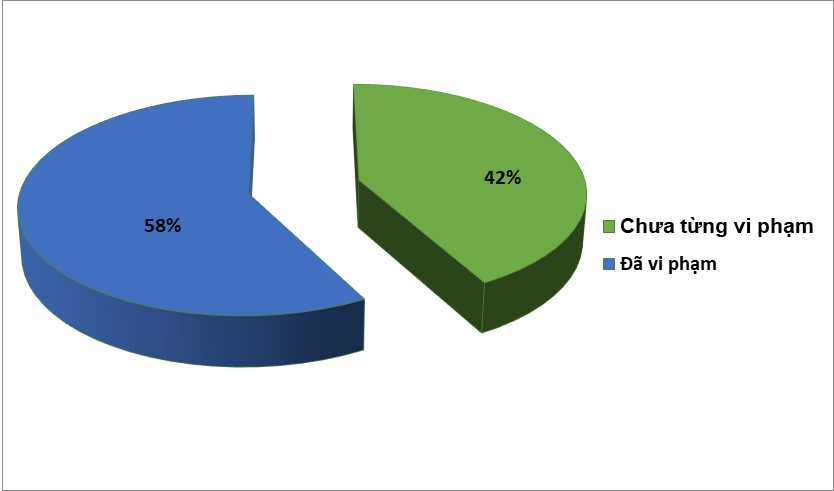 42%
58%
Chưa từng vi phạm
Đã vi phạm